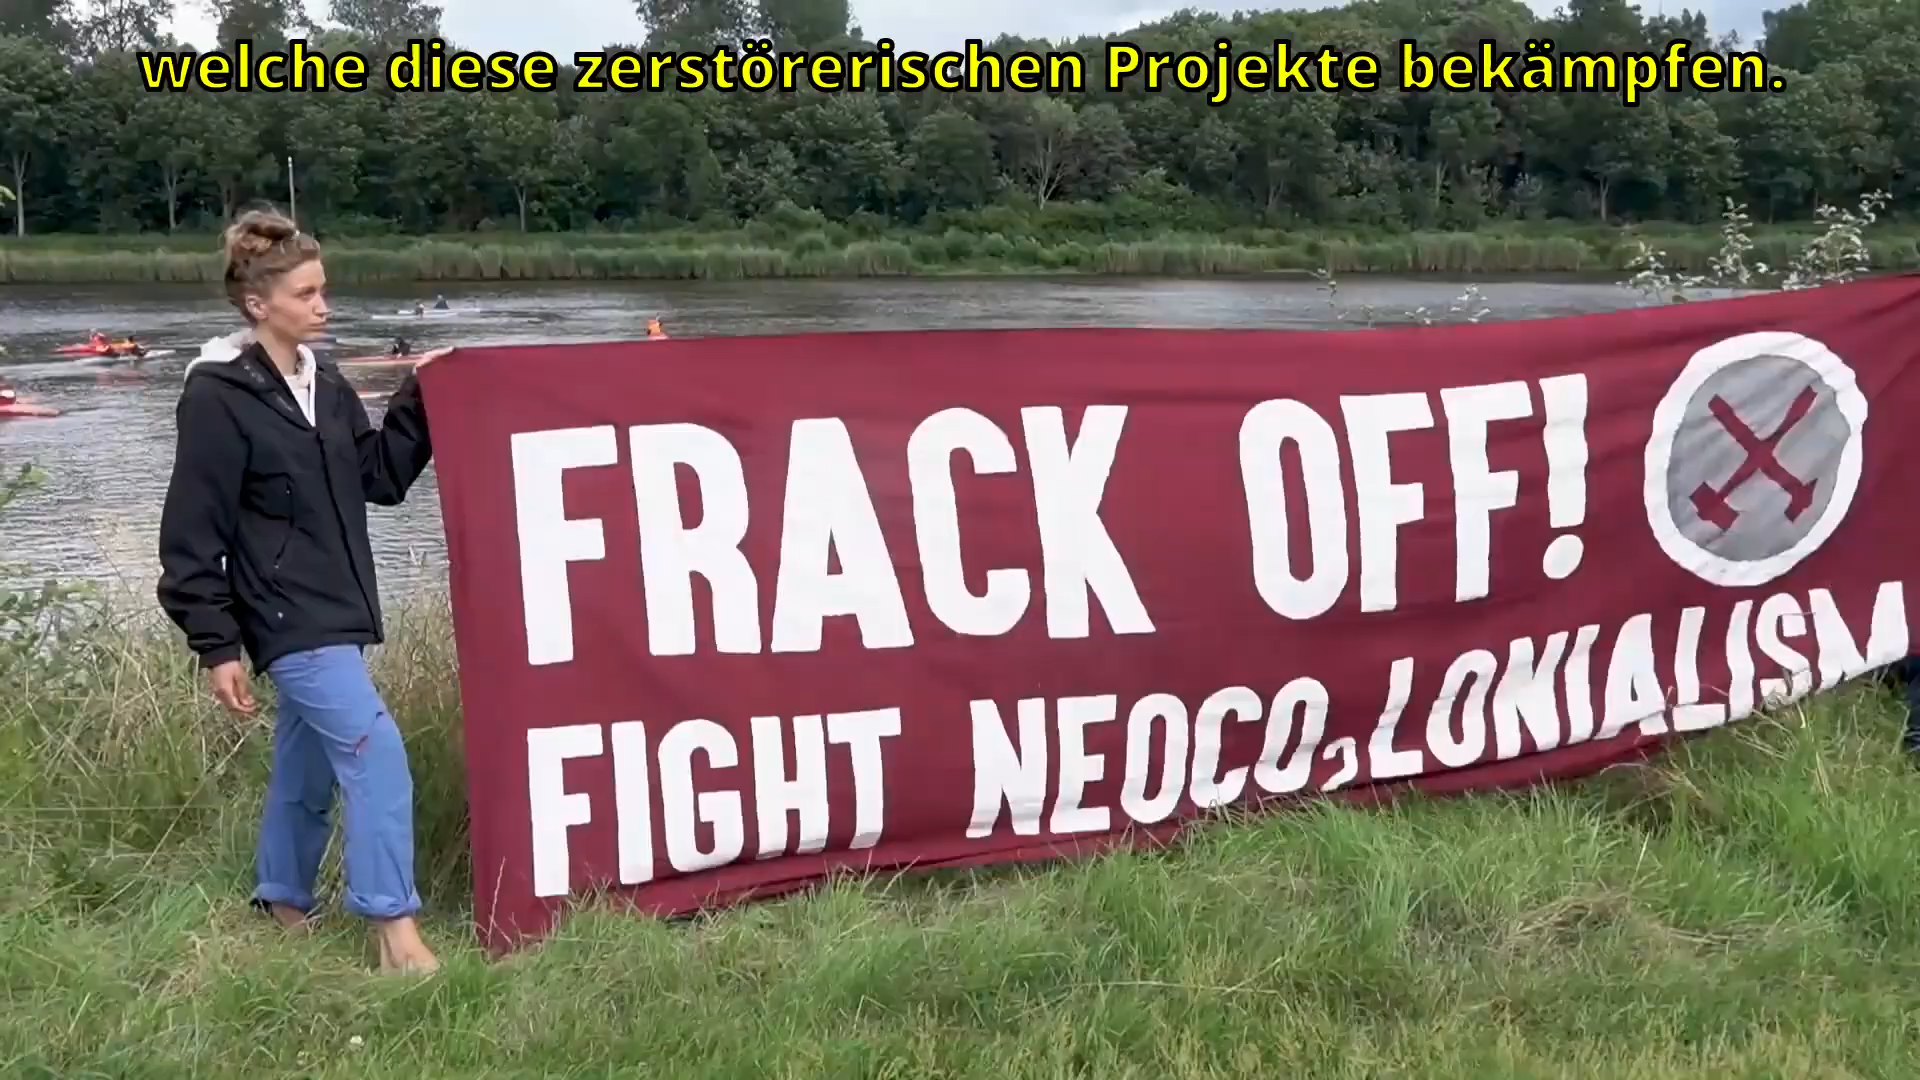 welche diese zerstörerischen Projekte bekämpfen.
FRACK OFF!
FIGHT NEOCO₂LONIALISM